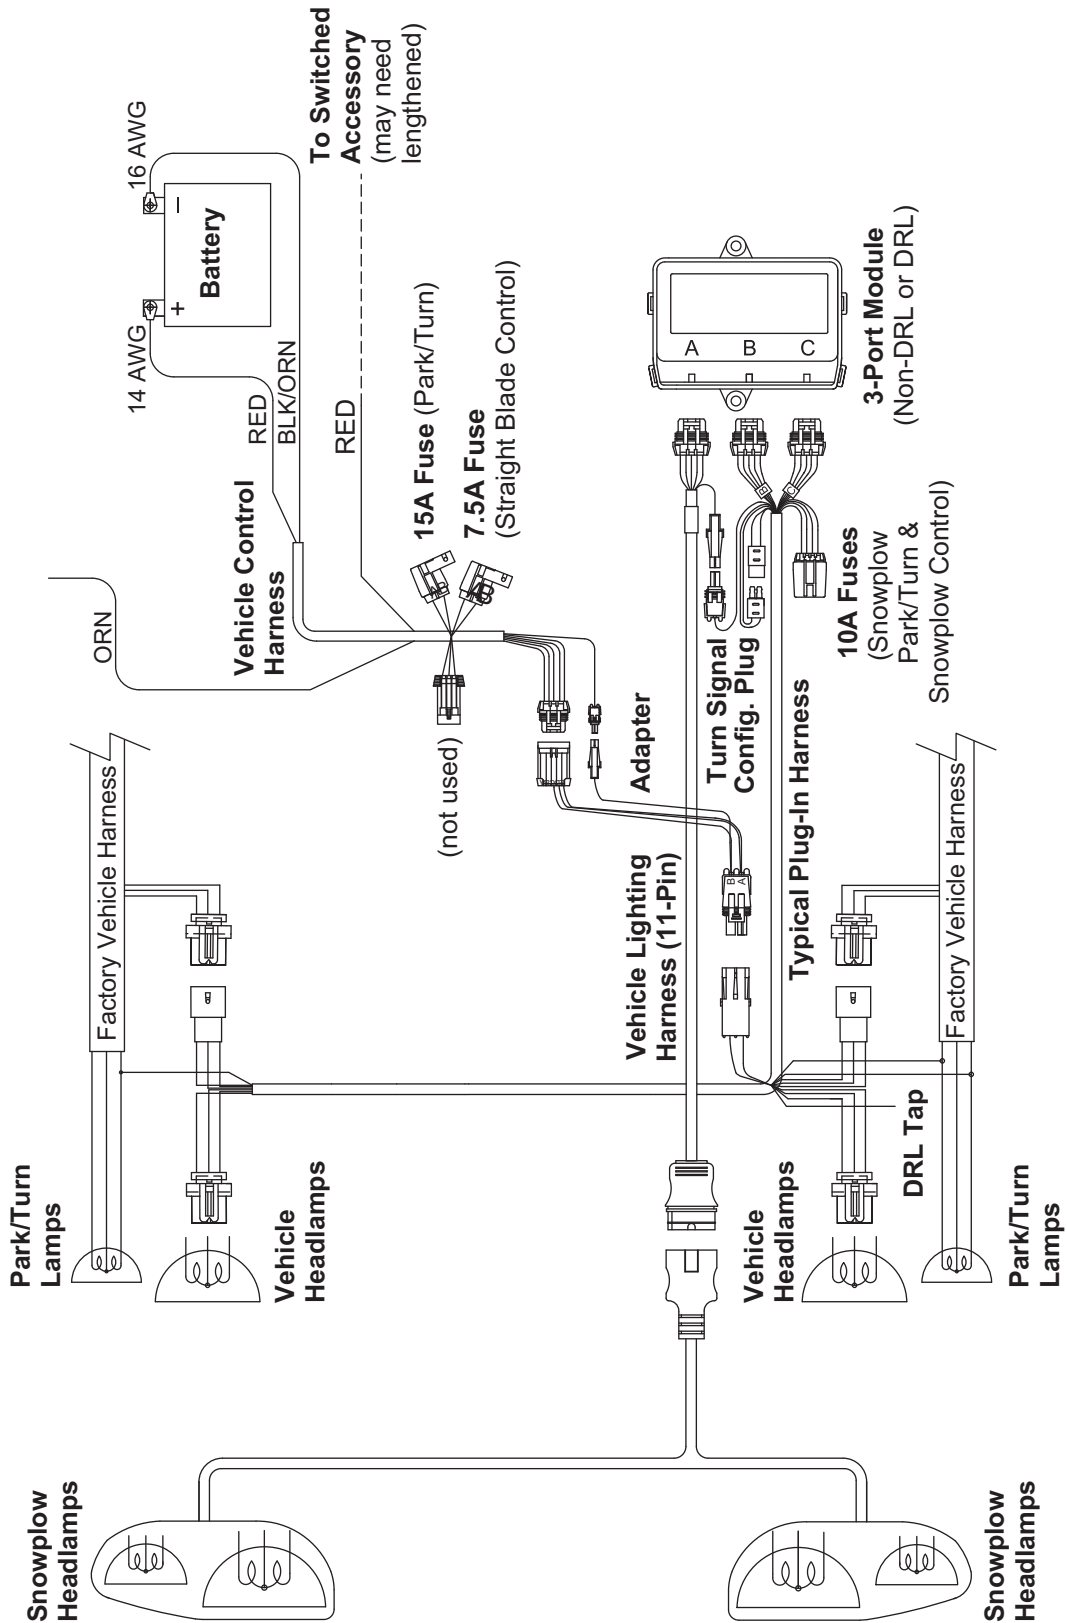 Snowplow
Headlamps
Park/Turn
Lamps
Vehicle
Headlamps
Factory Vehicle Harness
ORN
Vehicle Control
Harness
14 AWG
16 AWG
+
−
Battery
RED
BLK/ORN
RED
To Switched
Accessory
(may need
lengthened)
15A Fuse (Park/Turn)
7.5A Fuse
(Straight Blade Control)
(not used)
Adapter
B
A
Vehicle Lighting
Harness (11-Pin)
Turn Signal
Config. Plug
Typical Plug-In Harness
A
B
C
B
C
3-Port Module
(Non-DRL or DRL)
10A Fuses
(Snowplow
Park/Turn &
Snowplow Control)
Vehicle
Headlamps
DRL Tap
Factory Vehicle Harness
Park/Turn
Lamps
Snowplow
Headlamps